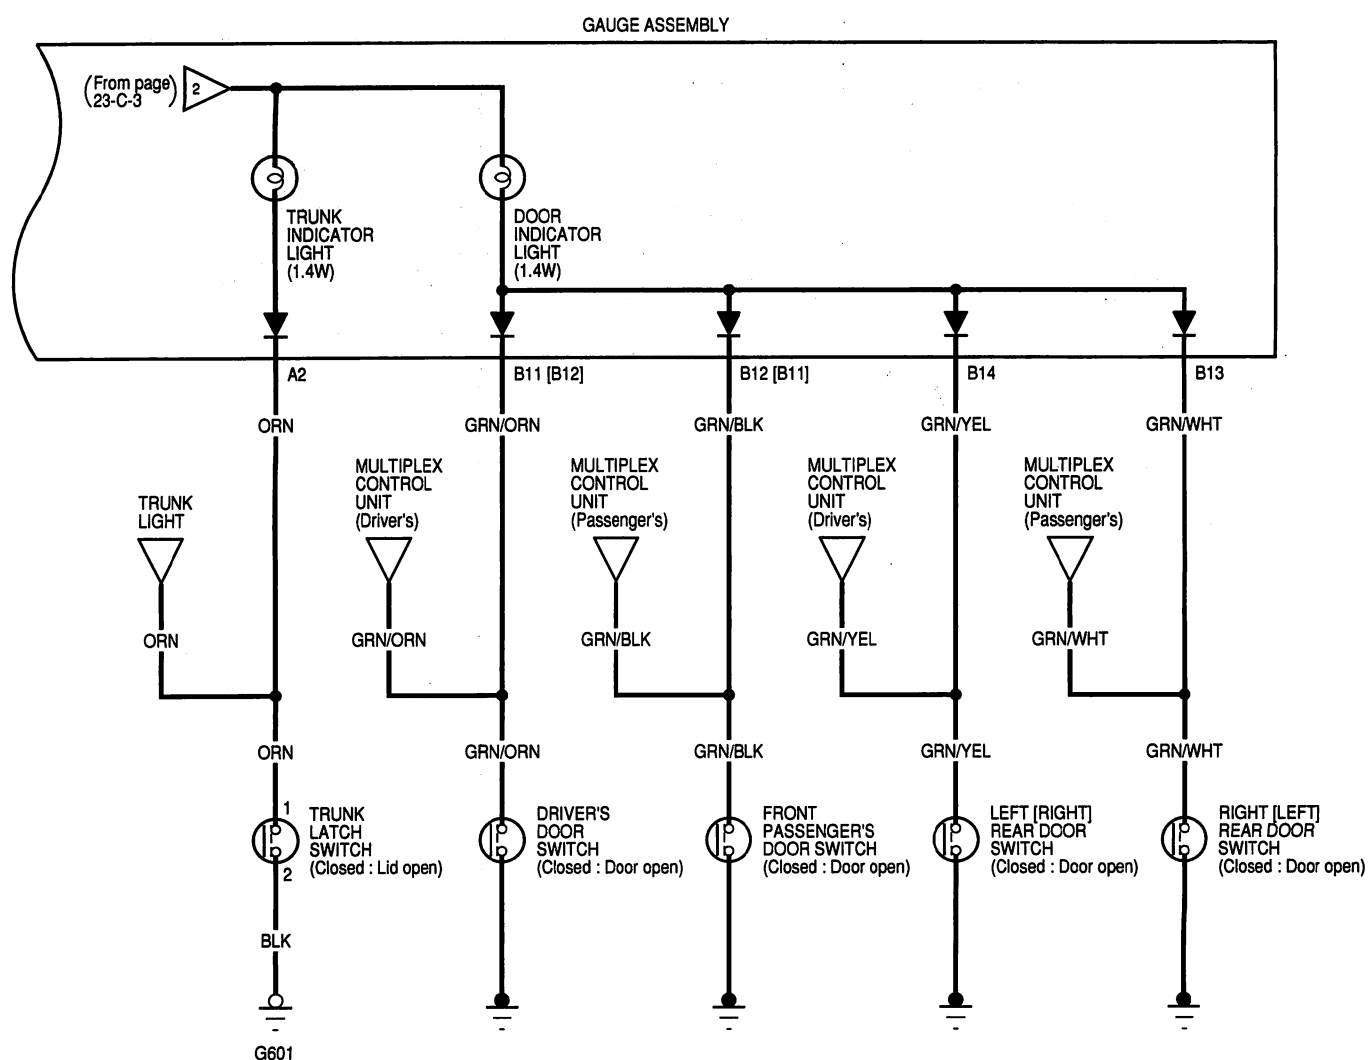 GAUGE ASSEMBLY
(From page)
23-C-3
2
TRUNK
INDICATOR
LIGHT
(1.4W)
DOOR
INDICATOR
LIGHT
(1.4W)
A2
B11 [B12]
B12 [B11]
B14
B13
ORN
GRN/ORN
GRN/BLK
GRN/YEL
GRN/WHT
TRUNK
LIGHT
MULTIPLEX
CONTROL
UNIT
(Driver's)
MULTIPLEX
CONTROL
UNIT
(Passenger's)
MULTIPLEX
CONTROL
UNIT
(Driver's)
MULTIPLEX
CONTROL
UNIT
(Passenger's)
ORN
GRN/ORN
GRN/BLK
GRN/YEL
GRN/WHT
ORN
GRN/ORN
GRN/BLK
GRN/YEL
GRN/WHT
1
TRUNK
LATCH
SWITCH
(Closed : Lid open)
2
DRIVER'S
DOOR
SWITCH
(Closed : Door open)
FRONT
PASSENGER'S
DOOR SWITCH
(Closed : Door open)
LEFT [RIGHT]
REAR DOOR
SWITCH
(Closed : Door open)
RIGHT [LEFT]
REAR DOOR
SWITCH
(Closed : Door open)
BLK
G601